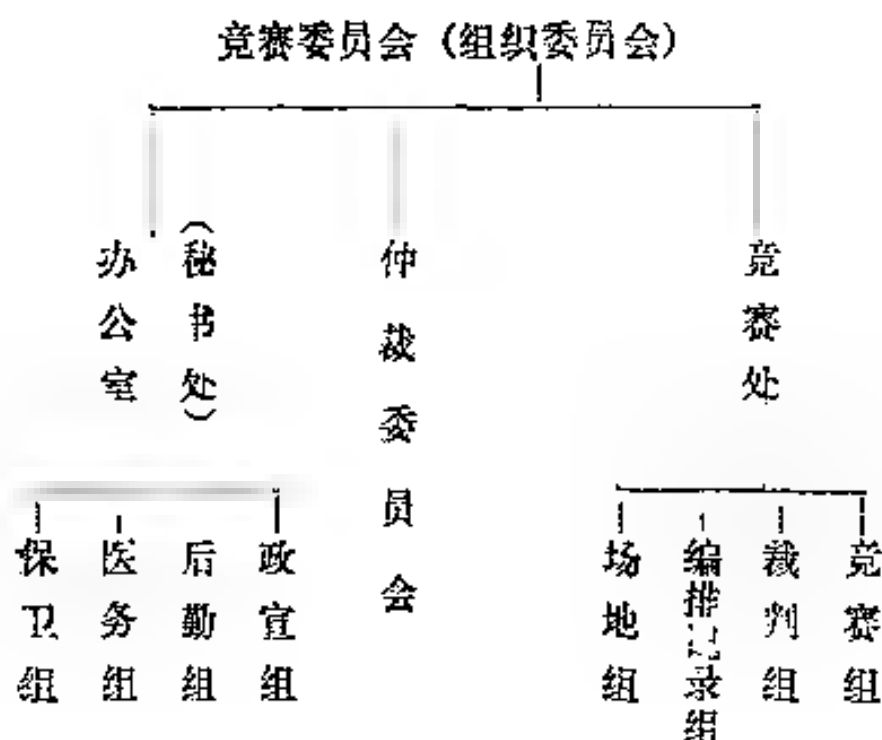 竞赛委员会（组织委员会）
办公室
（秘书处）
仲裁委员会
竞赛处
保卫组
医务组
后勤组
政宣组
场地组
编排记录组
裁判组
竞赛组